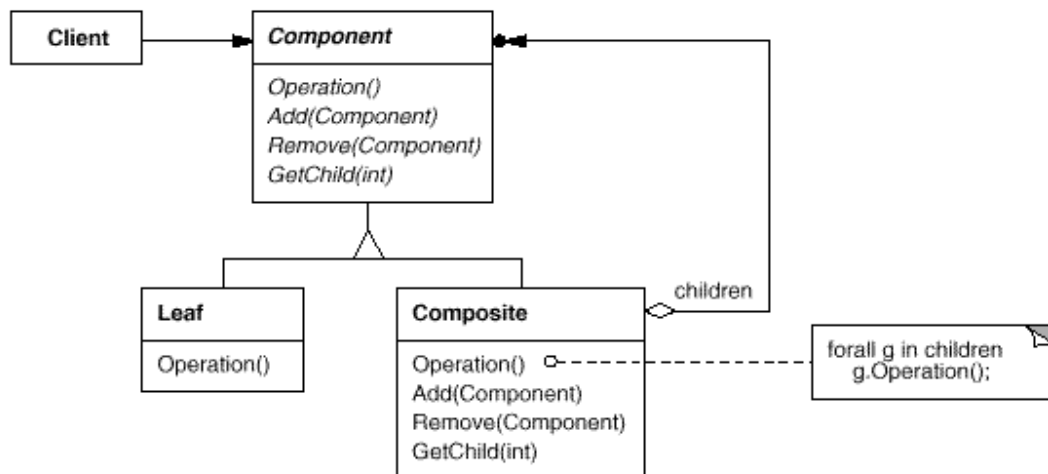 Client
Component
Operation()
Add(Component)
Remove(Component)
GetChild(int)
children
Leaf
Operation()
Composite
Operation()
Add(Component)
Remove(Component)
GetChild(int)
forall g in children
g.Operation();